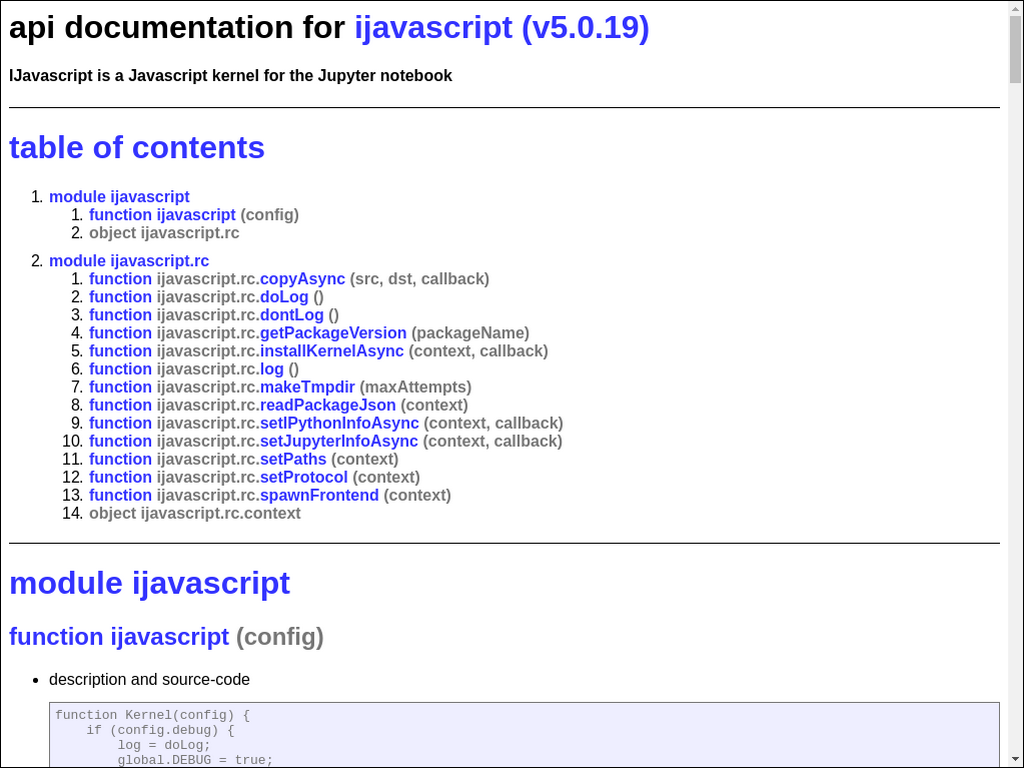 api documentation for ijavascript (v5.0.19)
IJavascript is a Javascript kernel for the Jupyter notebook
table of contents
1. module ijavascript
1. function ijavascript (config)
2. object ijavascript.rc
2. module ijavascript.rc
1. function ijavascript.rc.copyAsync (src, dst, callback)
2. function ijavascript.rc.doLog ()
3. function ijavascript.rc.dontLog ()
4. function ijavascript.rc.getPackageVersion (packageName)
5. function ijavascript.rc.installKernelAsync (context, callback)
6. function ijavascript.rc.log ()
7. function ijavascript.rc.makeTmpdir (maxAttempts)
8. function ijavascript.rc.readPackageJson (context)
9. function ijavascript.rc.setIPythonInfoAsync (context, callback)
10. function ijavascript.rc.setJupyterInfoAsync (context, callback)
11. function ijavascript.rc.setPaths (context)
12. function ijavascript.rc.setProtocol (context)
13. function ijavascript.rc.spawnFrontend (context)
14. object ijavascript.rc.context
module ijavascript
function ijavascript (config)
• description and source-code
function Kernel(config) {
    if (config.debug) {
        log = doLog;
        global.DEBUG = true;